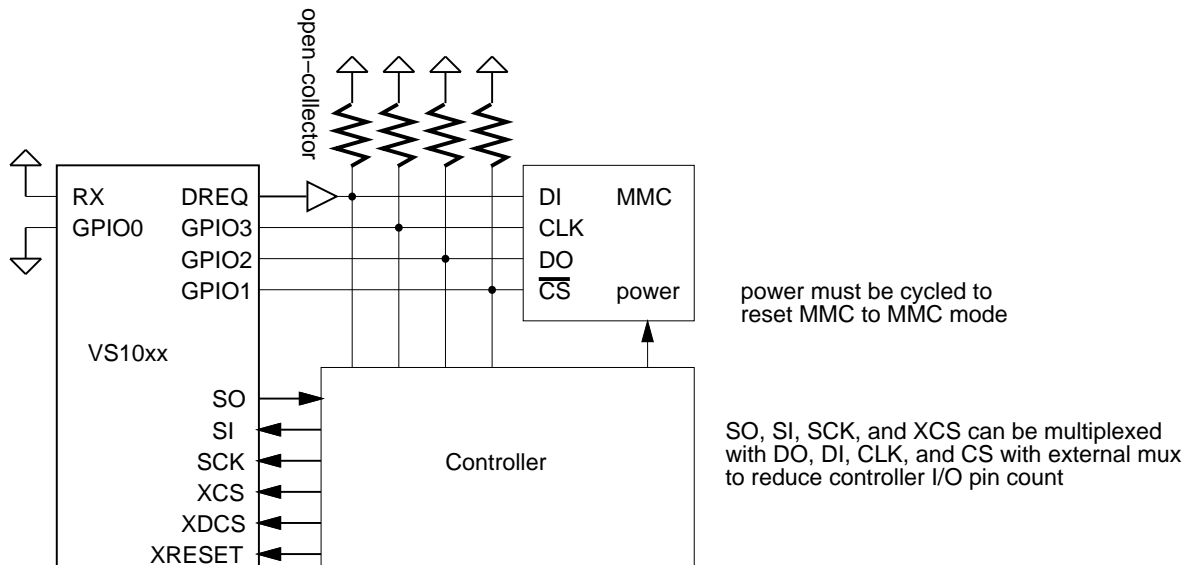 open−collector
RX
DREQ
DI
MMC
GPIO0
GPIO3
CLK
GPIO2
DO
GPIO1
CS
power
power must be cycled to
reset MMC to MMC mode
VS10xx
SO
SI
SCK
XCS
XDCS
XRESET
Controller
SO, SI, SCK, and XCS can be multiplexed
with DO, DI, CLK, and CS with external mux
to reduce controller I/O pin count